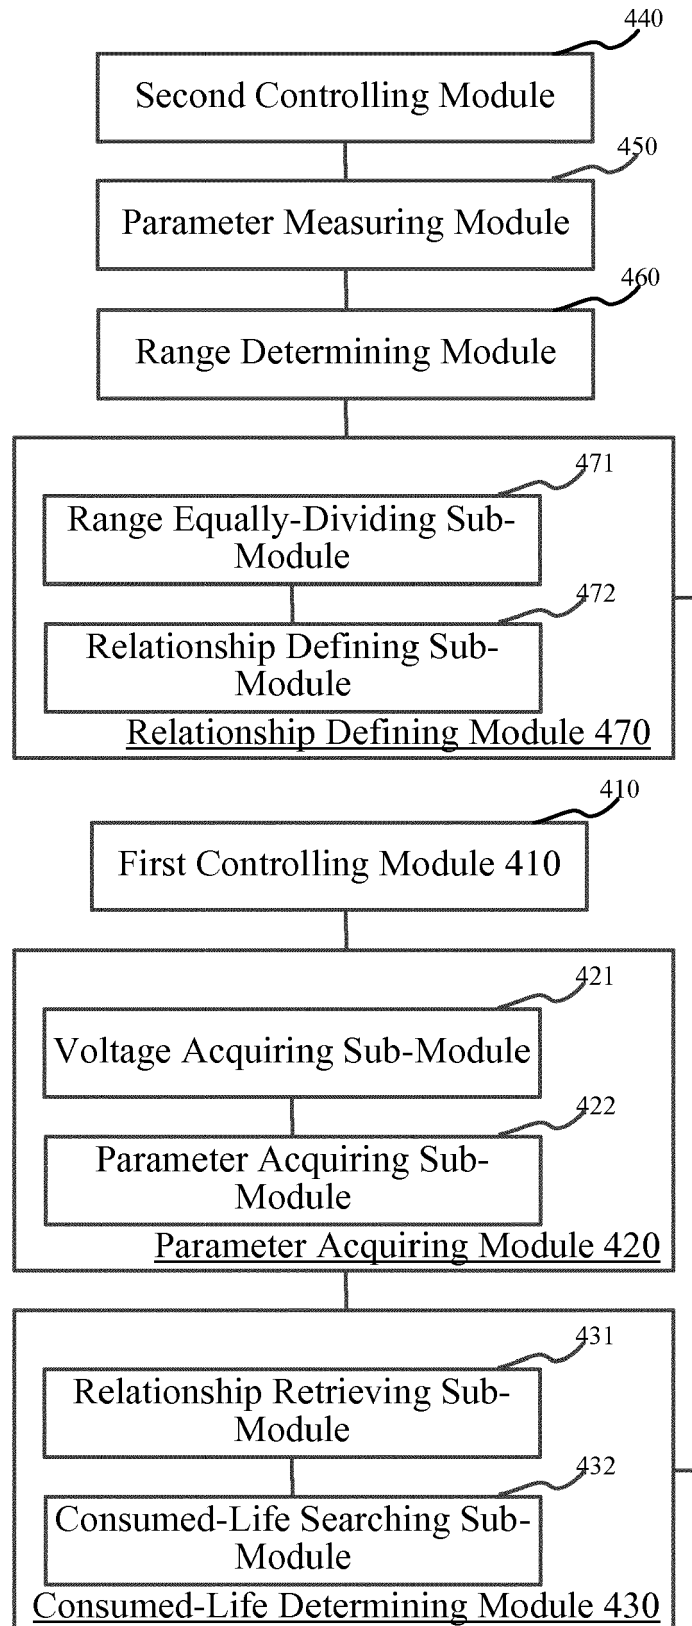 440
Second Controlling Module
450
Parameter Measuring Module
460
Range Determining Module
471
Range Equally-Dividing Sub-
Module
472
Relationship Defining Sub-
Module
Relationship Defining Module 470
410
First Controlling Module 410
421
Voltage Acquiring Sub-Module
422
Parameter Acquiring Sub-
Module
Parameter Acquiring Module 420
431
Relationship Retrieving Sub-
Module
432
Consumed-Life Searching Sub-
Module
Consumed-Life Determining Module 430